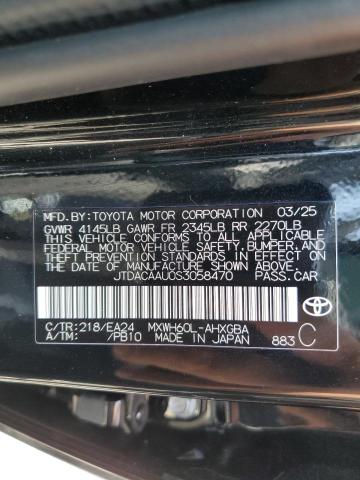 MFD.BY:TOYOTA MOTOR CORPORATION 03/25
GVWR 4145LB GAWR FR 2345LB RR 2270LB
THIS VEHICLE CONFORMS TO ALL APPLICABLE
FEDERAL MOTOR VEHICLE SAFETY,BUMPER,AND
THEFT PREVENTION STANDARDS IN EFFECT ON
THE DATE OF MANUFACTURE SHOWN ABOVE.
JTDACAAU0S3058470 PASS.CAR
C/TR:218/EA24 MXWH60L-AHXGBA
A/TM: /PB10 MADE IN JAPAN 883 C